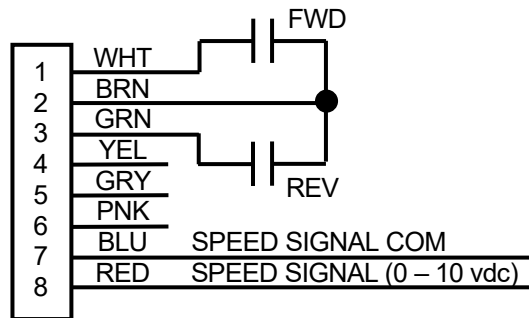 FWD
1 WHT
2 BRN
3 GRN
4 YEL
5 GRY
REV
6 PNK
7 BLU SPEED SIGNAL COM
8 RED SPEED SIGNAL (0 – 10 vdc)